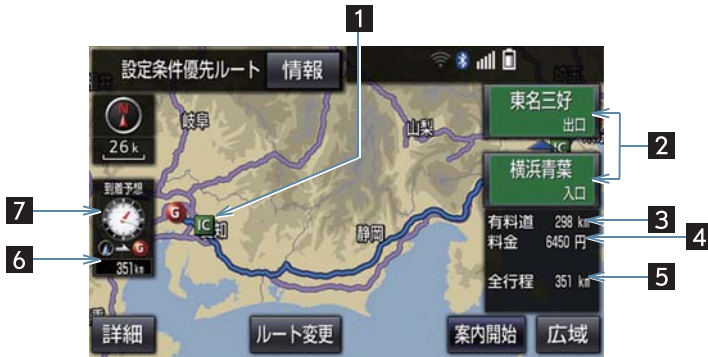 1
設定条件優先ルート 情報
N
26k
岐阜
山梨
東名三好
出口
IC
2
横浜青葉
入口
7
到着予想
G
IC
知
静岡
有料道 298 km
3
料金 6450 円
4
G
6
351km
全行程 351 km
5
詳細
ルート変更
案内開始
広域